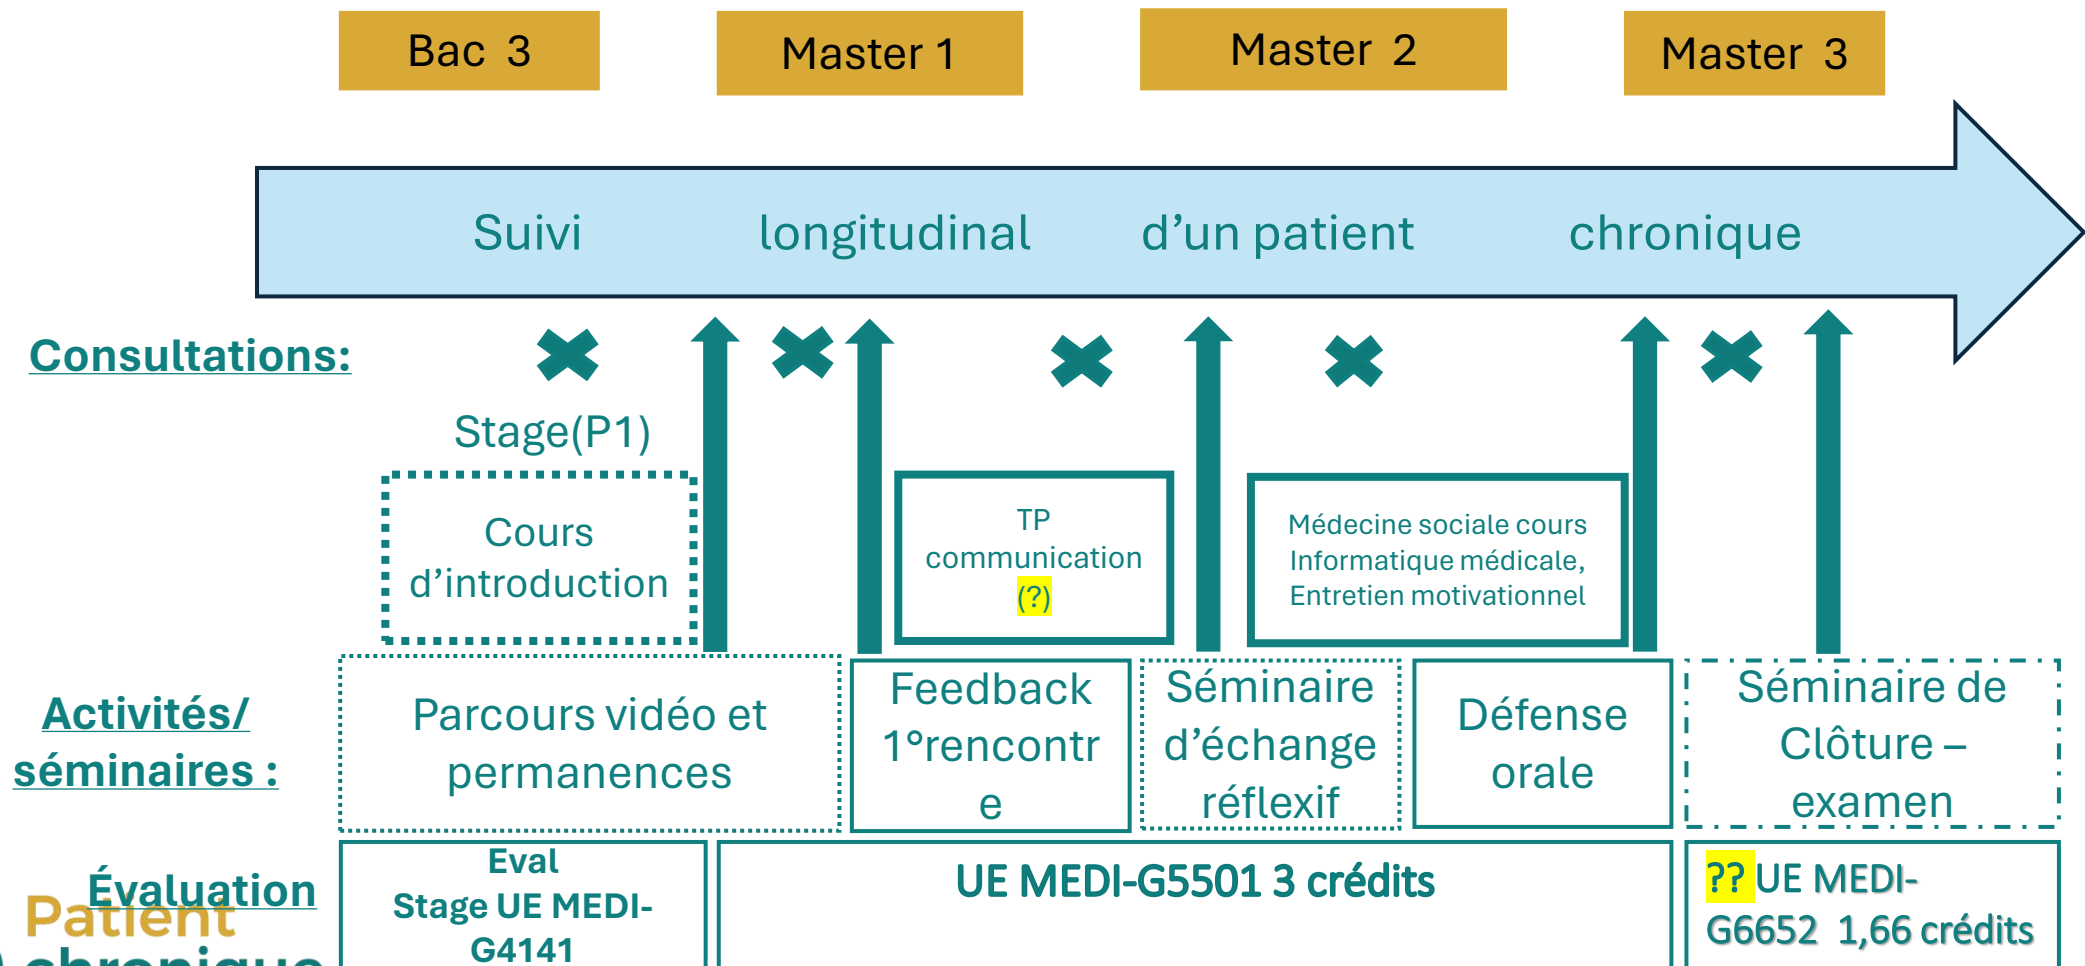 Bac 3
Master 1
Master 2
Master 3
Suivi longitudinal d'un patient chronique
Consultations:
Stage(P1)
Cours
d'introduction
TP
communication
(?)
Médecine sociale cours
Informatique médicale,
Entretien motivationnel
Activités/
séminaires :
Parcours vidéo et
permanences
Feedback
1°rencontr
e
Séminaire
d'échange
réflexif
Défense
orale
Séminaire de
Clôture –
examen
Évaluation
Eval
Stage UE MEDI-
G4141
UE MEDI-G5501 3 crédits
?? UE MEDI-
G6652 1,66 crédits
Patient
chronique